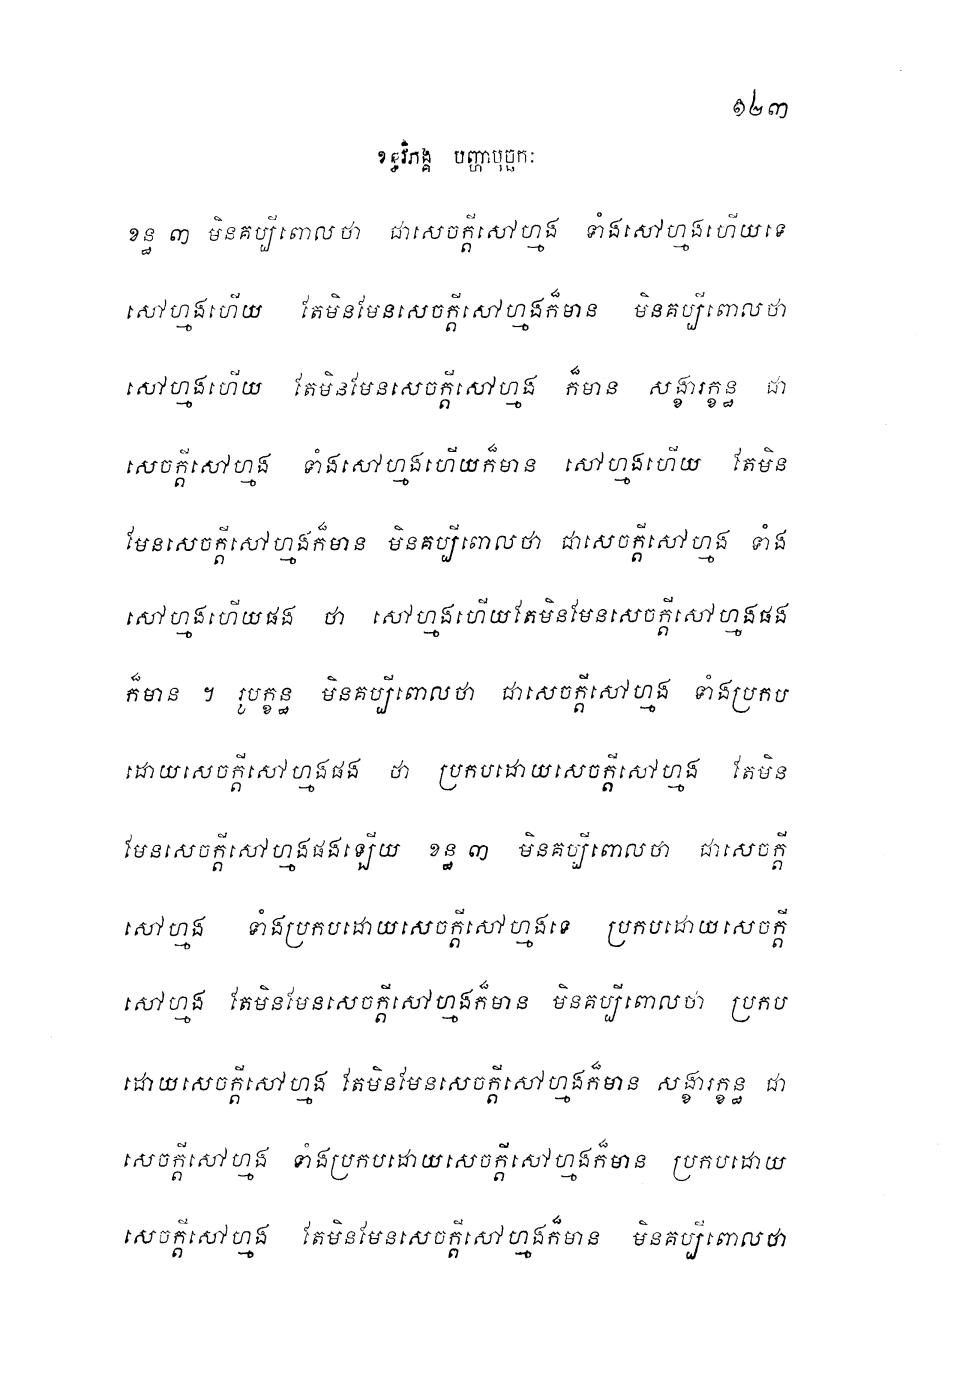 ១២៣
ខន្ធវិភង្គ បញ្ហាបុច្ឆកៈ
ខន្ធ ៣ មិនគប្បីពោលថា ជាសេចក្តីសៅហ្មង ទាំងសៅហ្មងហើយទេ
សៅហ្មងហើយ តែមិនមែនសេចក្តីសៅហ្មងក៏មាន មិនគប្បីពោលថា
សៅហ្មងហើយ តែមិនមែនសេចក្តីសៅហ្មង ក៏មាន សង្ខារក្ខន្ធ ជា
សេចក្តីសៅហ្មង ទាំងសៅហ្មងហើយក៏មាន សៅហ្មងហើយ តែមិន
មែនសេចក្តីសៅហ្មងក៏មាន មិនគប្បីពោលថា ជាសេចក្តីសៅហ្មង ទាំង
សៅហ្មងហើយផង ថា សៅហ្មងហើយតែមិនមែនសេចក្តីសៅហ្មងផង
ក៏មាន ។ រូបក្ខន្ធ មិនគប្បីពោលថា ជាសេចក្តីសៅហ្មង ទាំងប្រកប
ដោយសេចក្តីសៅហ្មងផង ថា ប្រកបដោយសេចក្តីសៅហ្មង តែមិន
មែនសេចក្តីសៅហ្មងផងឡើយ ខន្ធ ៣ មិនគប្បីពោលថា ជាសេចក្តី
សៅហ្មង ទាំងប្រកបដោយសេចក្តីសៅហ្មងទេ ប្រកបដោយសេចក្តី
សៅហ្មង តែមិនមែនសេចក្តីសៅហ្មងក៏មាន មិនគប្បីពោលថា ប្រកប
ដោយសេចក្តីសៅហ្មង តែមិនមែនសេចក្តីសៅហ្មងក៏មាន សង្ខារក្ខន្ធ ជា
សេចក្តីសៅហ្មង ទាំងប្រកបដោយសេចក្តីសៅហ្មងក៏មាន ប្រកបដោយ
សេចក្តីសៅហ្មង តែមិនមែនសេចក្តីសៅហ្មងក៏មាន មិនគប្បីពោលថា